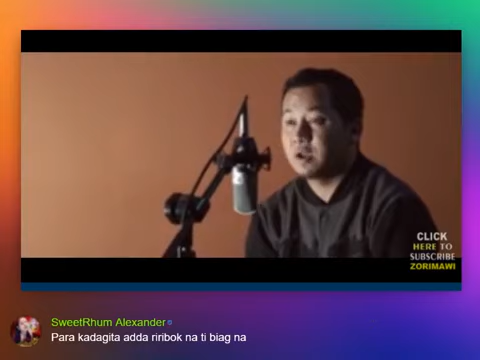 CLICK
HERE TO
SUBSCRIBE
ZORIMAWI
SweetRhum Alexander
Para kadagita adda riribok na ti biag na